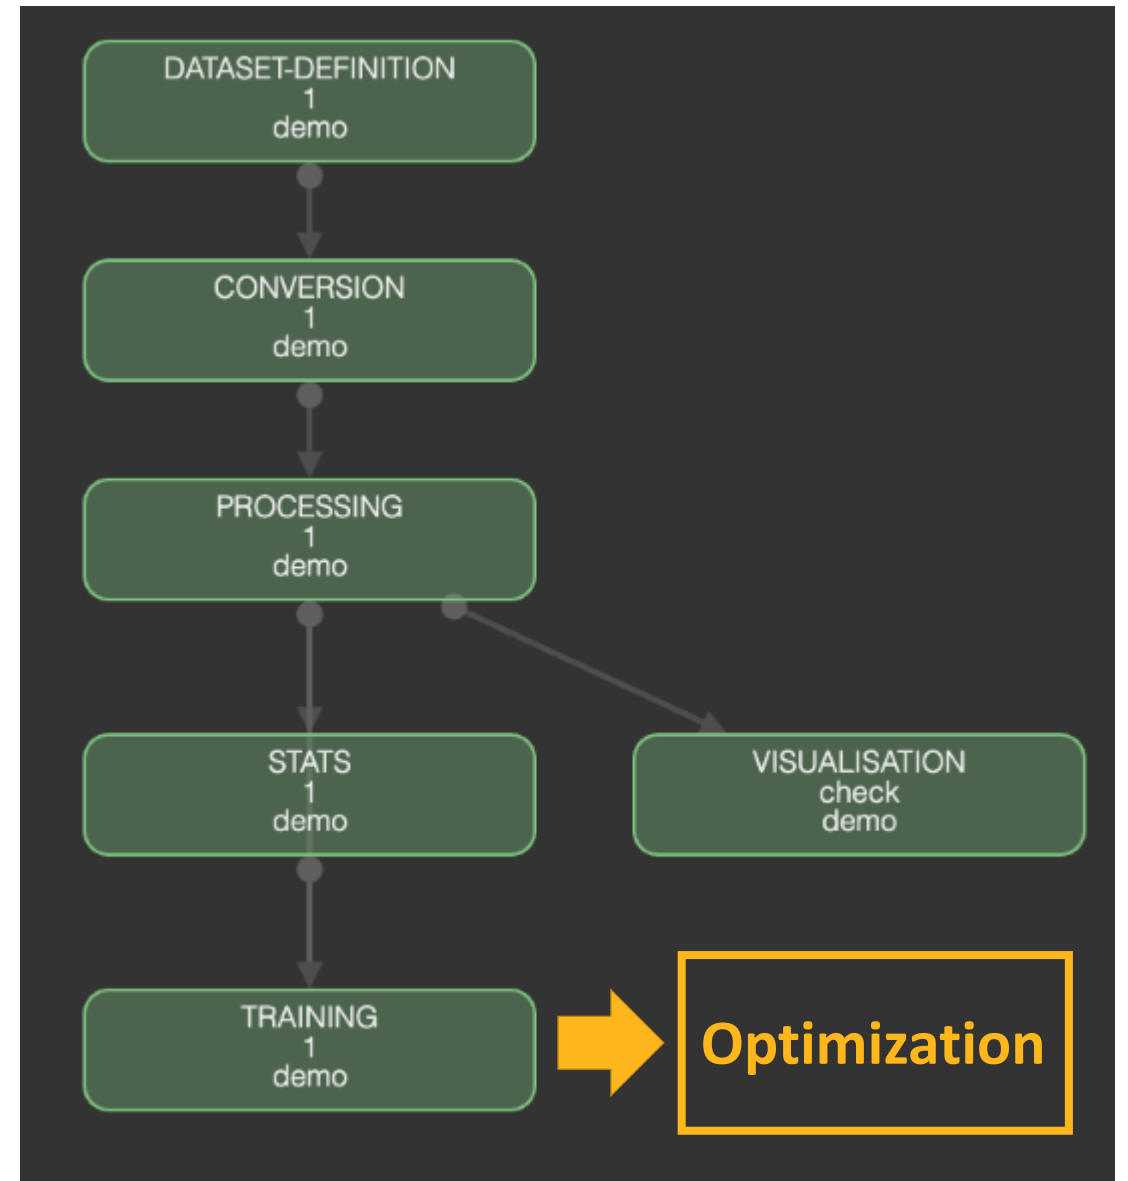 DATASET-DEFINITION
1
demo
CONVERSION
1
demo
PROCESSING
1
demo
STATS
1
demo
VISUALISATION
check
demo
TRAINING
1
demo
Optimization